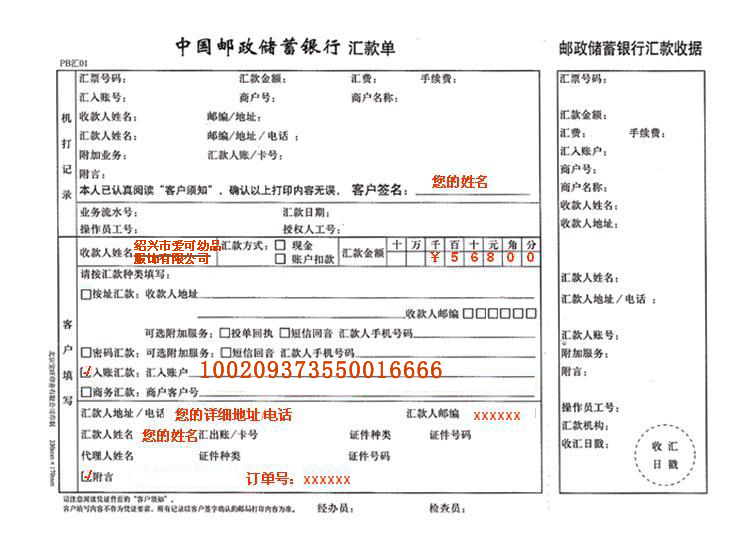 中国邮政储蓄银行 汇款单
邮政储蓄银行汇款收据
PB汇01
机打记录
汇票号码： 汇款金额： 汇费： 手续费：
汇入账号： 商户号： 商户名称：
收款人姓名： 邮编/地址：
汇款人姓名： 邮编/地址/电话：
附加业务： 汇款人账/卡号：
附言：
本人已认真阅读“客户须知”，确认以上打印内容无误， 客户签名： 您的姓名
业务流水号： 汇款日期：
操作员工号： 授权人工号：
客户填写
收款人姓名 绍兴市爱可幼品服饰有限公司 汇款方式： 现金 账户扣款 汇款金额 十 万 千 百 十 元 角 分
￥ 5 6 8 0 0
请按汇款种类填写：
按址汇款：收款人地址
收款人邮编
可选附加服务： 投单回执 短信回音 汇款人手机号码
密码汇款：可选附加服务： 短信回音 汇款人手机号码
入账汇款：汇入账户 100209373550016666
商务汇款：商户客户号
汇款人地址/电话 您的详细地址/电话 汇款人邮编 xxxxxx
汇款人姓名 您的姓名 汇出账/卡号 证件种类 证件号码
代理人姓名 证件种类 证件号码
附言 订单号：xxxxxx
请注意阅读凭证背面的“客户须知”。
客户填写内容不作为凭证要素，所有记录以客户签字确认的邮局打印内容为准。 经办员： 检查员：
汇票号码：
汇款金额：
汇费： 手续费：
汇入账户：
商户号：
商户名称：
收款人姓名：
收款人地址：
汇款人姓名：
汇款人地址/电话：
汇款人账号：
附加服务：
附言：
操作员工号：
汇款机构：
收汇日戳：
收汇
日戳